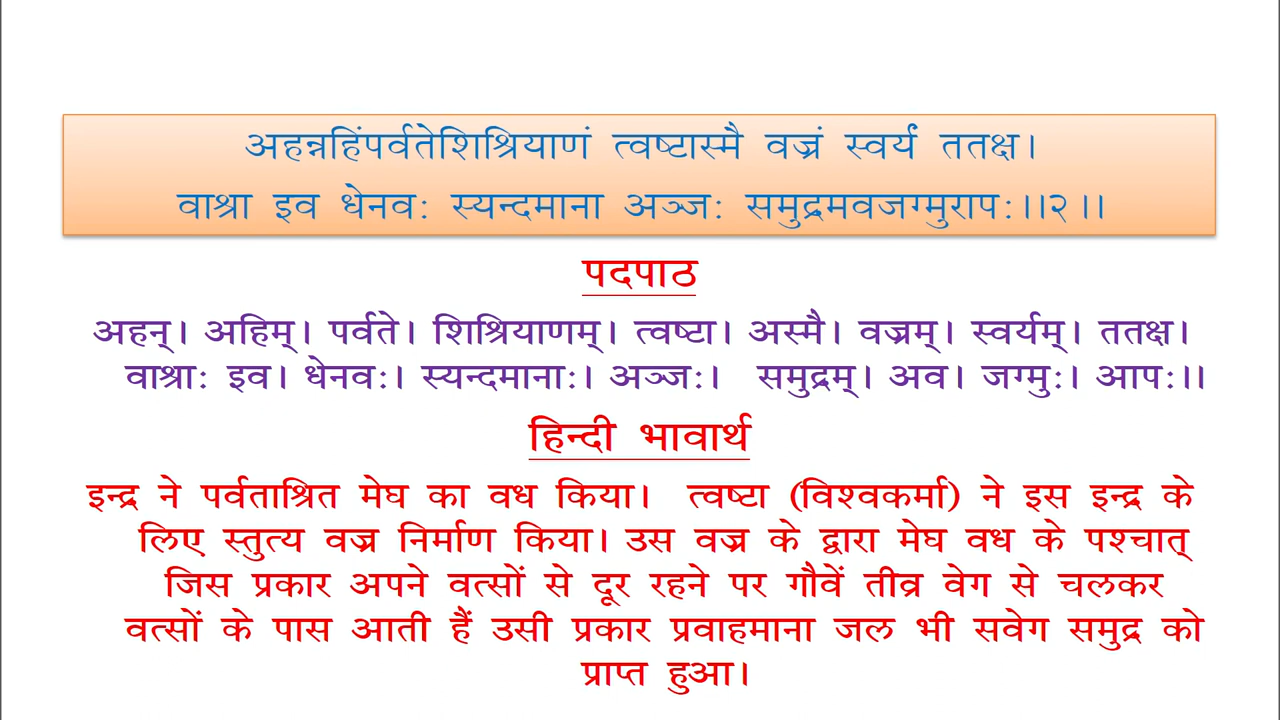 अहन्नहिंपर्वतेशिश्रियाणं त्वष्टास्मै वज्रं स्वर्यं ततक्ष।
वाश्रा इव धेनवः स्यन्दमाना अञ्जः समुद्रमवजग्मुरापः।।२।।
पदपाठ
अहन्। अहिम्। पर्वते। शिश्रियाणम्। त्वष्टा। अस्मै। वज्रम्। स्वर्यम्। ततक्ष।
वाश्राः इव। धेनवः। स्यन्दमानाः। अञ्जः। समुद्रम्। अव। जग्मुः। आपः।।
हिन्दी भावार्थ
इन्द्र ने पर्वताश्रित मेघ का वध किया। त्वष्टा (विश्वकर्मा) ने इस इन्द्र के
लिए स्तुत्य वज्र निर्माण किया। उस वज्र के द्वारा मेघ वध के पश्चात्
जिस प्रकार अपने वत्सों से दूर रहने पर गौवें तीव्र वेग से चलकर
वत्सों के पास आती हैं उसी प्रकार प्रवाहमाना जल भी सवेग समुद्र को
प्राप्त हुआ।